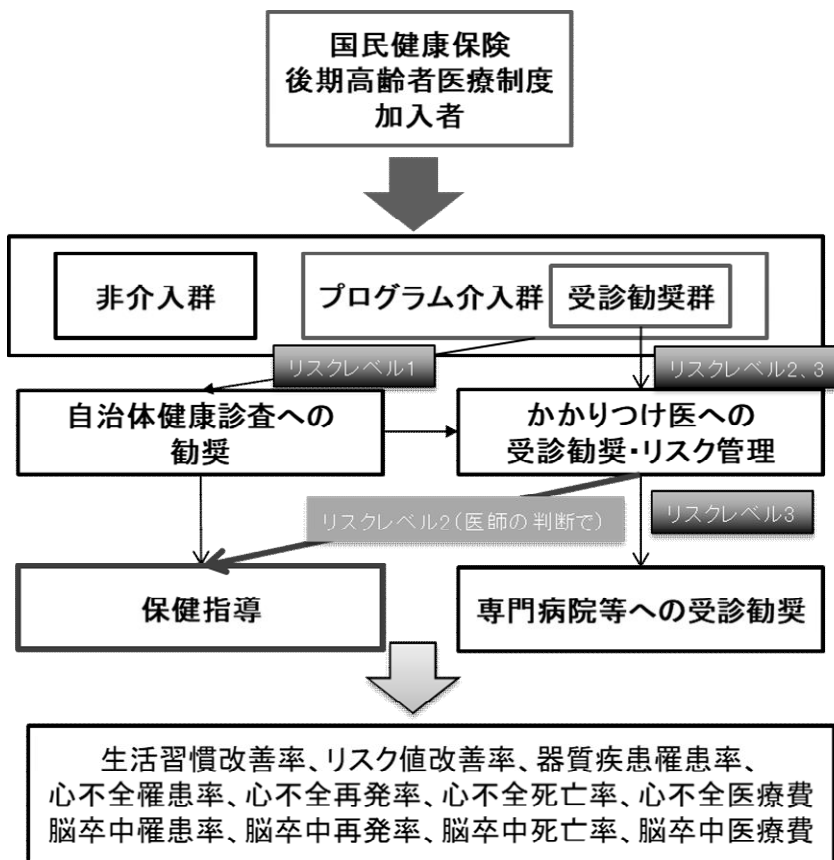 国民健康保険
後期高齢者医療制度
加入者
非介入群
プログラム介入群
受診勧奨群
リスクレベル1
リスクレベル2、3
自治体健康診査への
勧奨
かかりつけ医への
受診勧奨・リスク管理
リスクレベル2(医師の判断で)
リスクレベル3
保健指導
専門病院等への受診勧奨
生活習慣改善率、リスク値改善率、器質疾患罹患率、
心不全罹患率、心不全再発率、心不全死亡率、心不全医療費
脳卒中罹患率、脳卒中再発率、脳卒中死亡率、脳卒中医療費